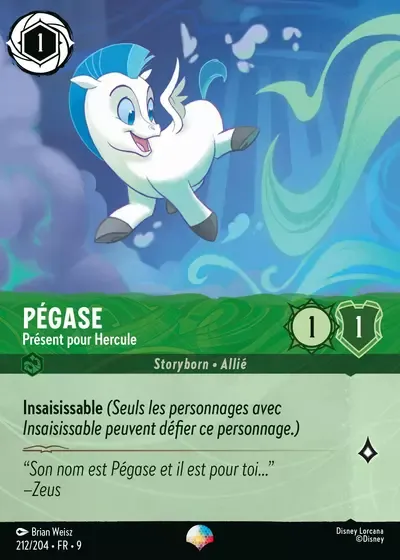 1
PÉGASE
Présent pour Hercule
1
1
Storyborn • Allié
Insaisissable (Seuls les personnages avec
Insaisissable peuvent défier ce personnage.)
“Son nom est Pégase et il est pour toi...”
–Zeus
Brian Weisz
212/204 • FR • 9
Disney Lorcana
©Disney